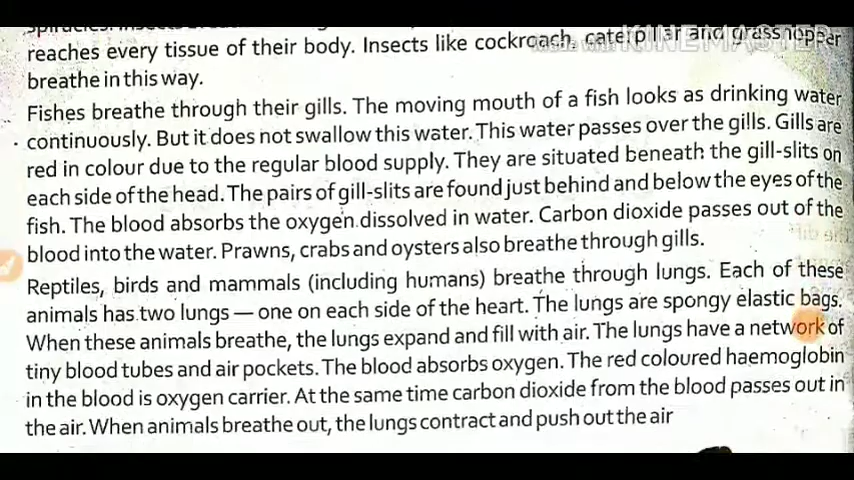 spiracles. Insects
reaches every tissue of their body. Insects like cockroach, caterpillar and grasshopper
breathe in this way.
Fishes breathe through their gills. The moving mouth of a fish looks as drinking water
continuously. But it does not swallow this water. This water passes over the gills. Gills are
red in colour due to the regular blood supply. They are situated beneath the gill-slits on
each side of the head. The pairs of gill-slits are found just behind and below the eyes of the
fish. The blood absorbs the oxygen dissolved in water. Carbon dioxide passes out of the
blood into the water. Prawns, crabs and oysters also breathe through gills.
Reptiles, birds and mammals (including humans) breathe through lungs. Each of these
animals has two lungs — one on each side of the heart. The lungs are spongy elastic bags.
When these animals breathe, the lungs expand and fill with air. The lungs have a network of
tiny blood tubes and air pockets. The blood absorbs oxygen. The red coloured haemoglobin
in the blood is oxygen carrier. At the same time carbon dioxide from the blood passes out in
the air. When animals breathe out, the lungs contract and push out the air
Made with KINEMASTER